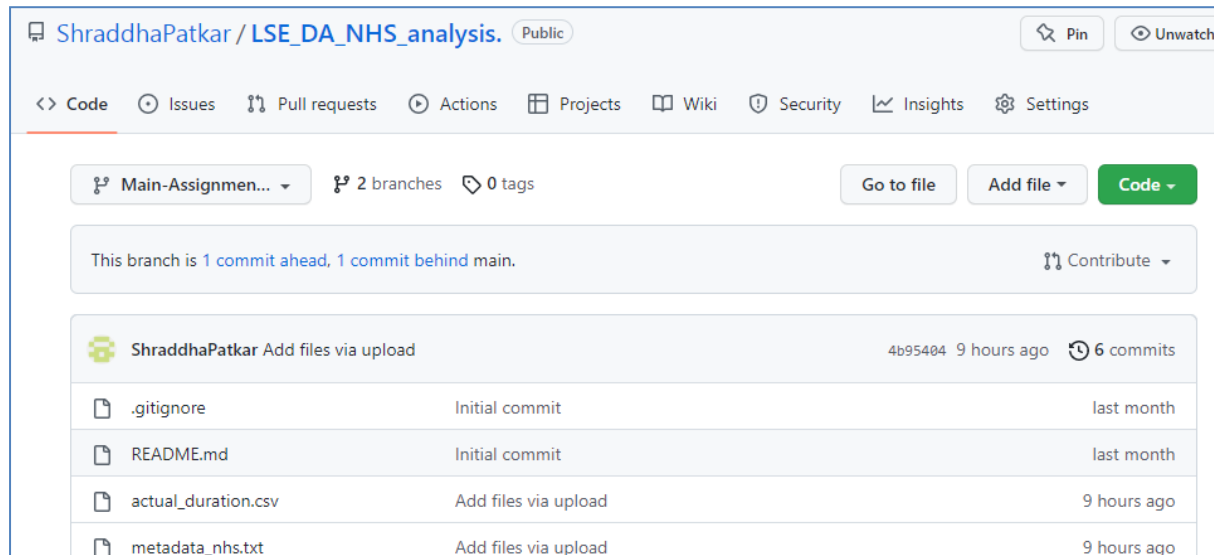 ShraddhaPatkar / LSE_DA_NHS_analysis. Public Pin Unwatch
<> Code Issues Pull requests Actions Projects Wiki Security Insights Settings
Main-Assignmen... 2 branches 0 tags Go to file Add file Code
This branch is 1 commit ahead, 1 commit behind main. Contribute
ShraddhaPatkar Add files via upload 4b95404 9 hours ago 6 commits
.gitignore Initial commit last month
README.md Initial commit last month
actual_duration.csv Add files via upload 9 hours ago
metadata_nhs.txt Add files via upload 9 hours ago